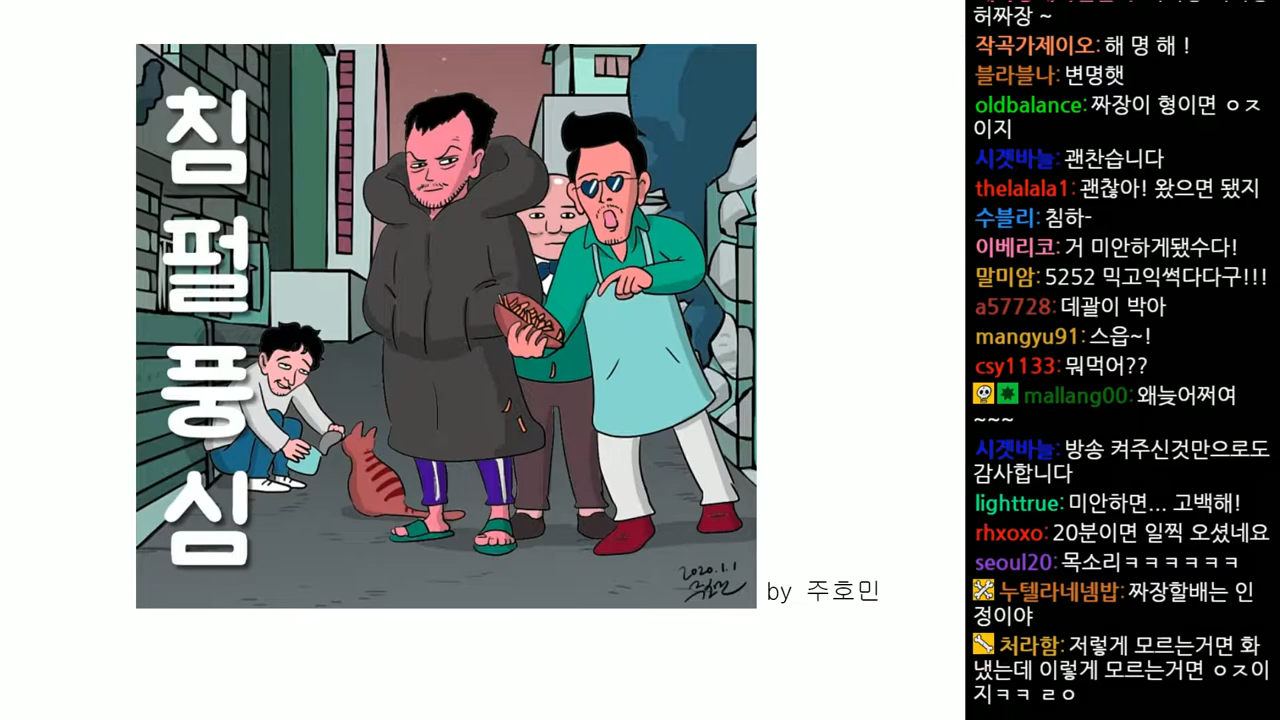 침
펄
풍
심
2020.1.1
by 주호민
허짜장 ~
작곡가제이오: 해 명 해 !
블라블나: 변명햇
oldbalance: 짜장이 형이면 ㅇㅈ
이지
시겟바늘: 괜찬습니다
thelalala1: 괜찮아! 왔으면 됐지
수블리: 침하-
이베리코: 거 미안하게됐수다!
말미암: 5252 믹고익썩다다구!!!
a57728: 데괄이 박아
mangyu91: 스읍~!
csy1133: 뭐먹어??
mallang00: 왜늦어쩌여
~~~
시겟바늘: 방송 켜주신것만으로도
감사합니다
lighttrue: 미안하면... 고백해!
rhxoxo: 20분이면 일찍 오셨네요
seoul20: 목소리ㅋㅋㅋㅋㅋㅋ
누텔라네넴밥: 짜장할배는 인
정이야
처라함: 저렇게 모르는거면 화
냈는데 이렇게 모르는거면 ㅇㅈ이
지ㅋㅋ ㄹㅇ